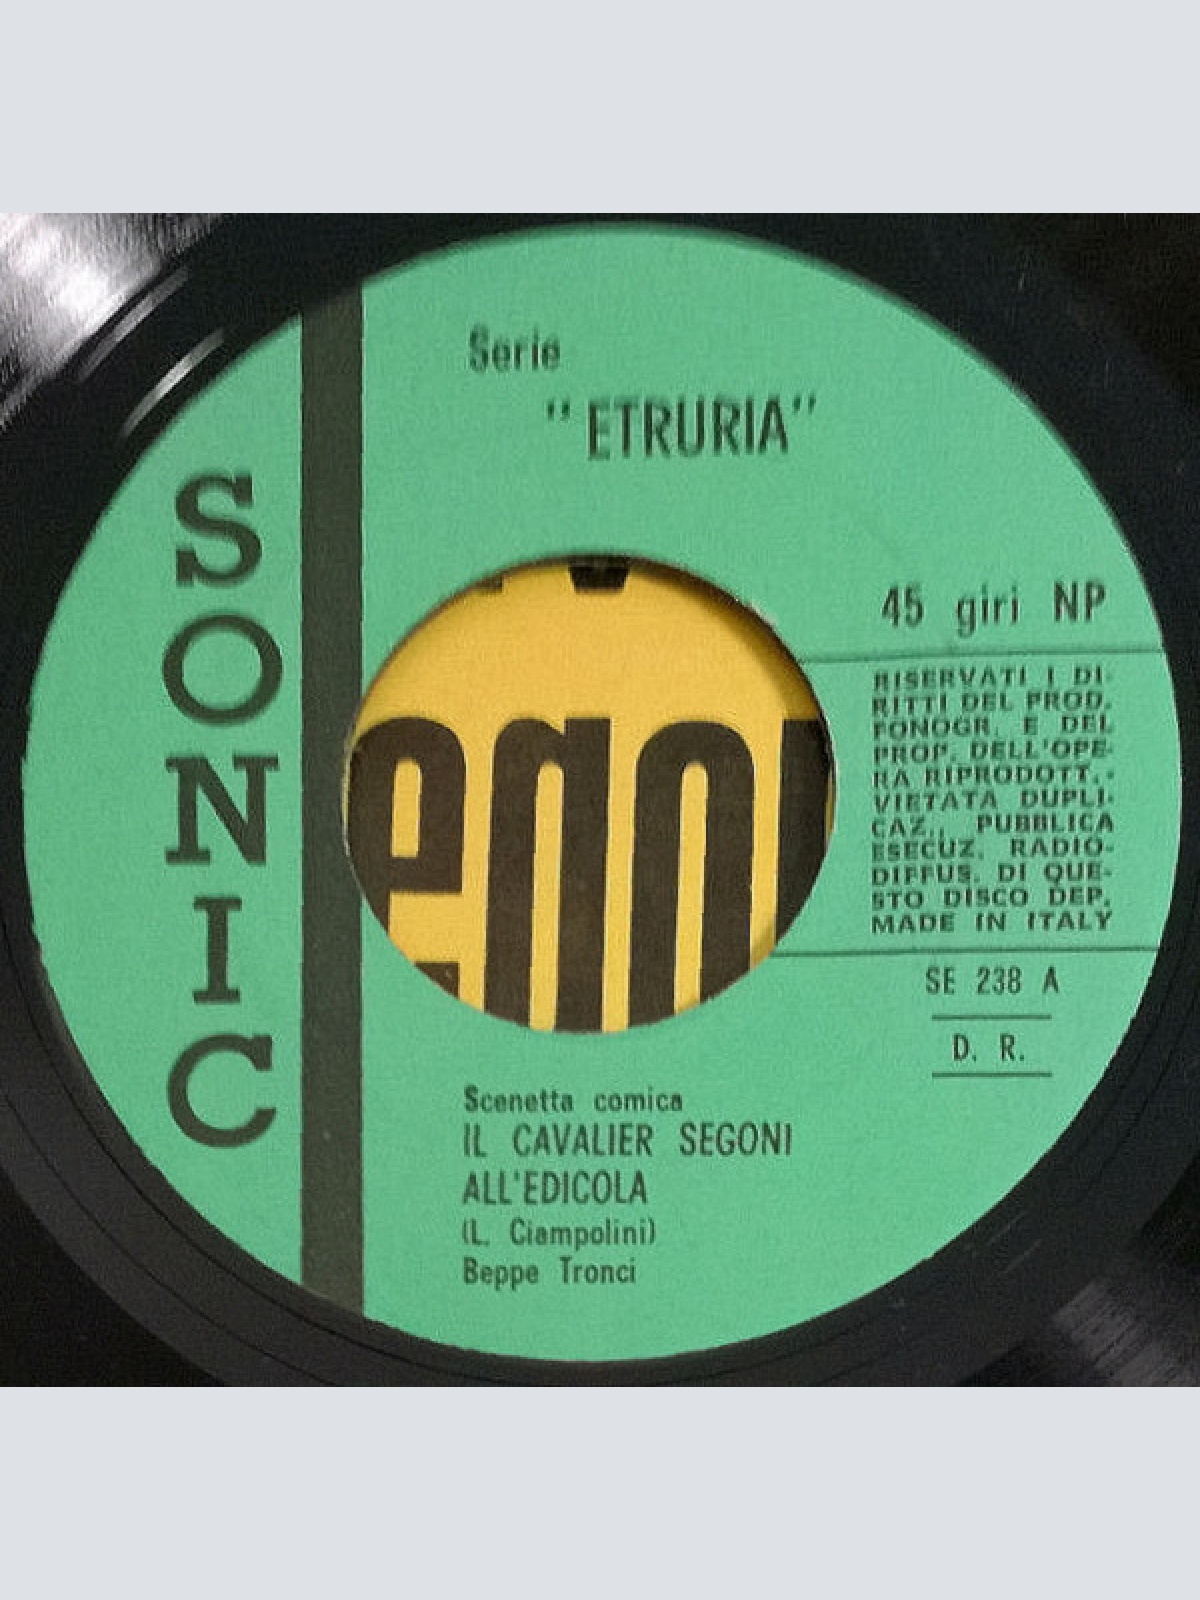 Serie
"ETRURIA"
SONIC
45 giri NP
RISERVATI I DI-
RITTI DEL PROD.
FONOGR. E DEL
PROP. DELL'OPE-
RA RIPRODOTT.-
VIETATA DUPLI-
CAZ., PUBBLICA
ESECUZ. RADIO-
DIFFUS. DI QUE-
STO DISCO DEP.
MADE IN ITALY
SE 238 A
D. R.
Scenetta comica
IL CAVALIER SEGONI
ALL'EDICOLA
(L. Ciampolini)
Beppe Tronci